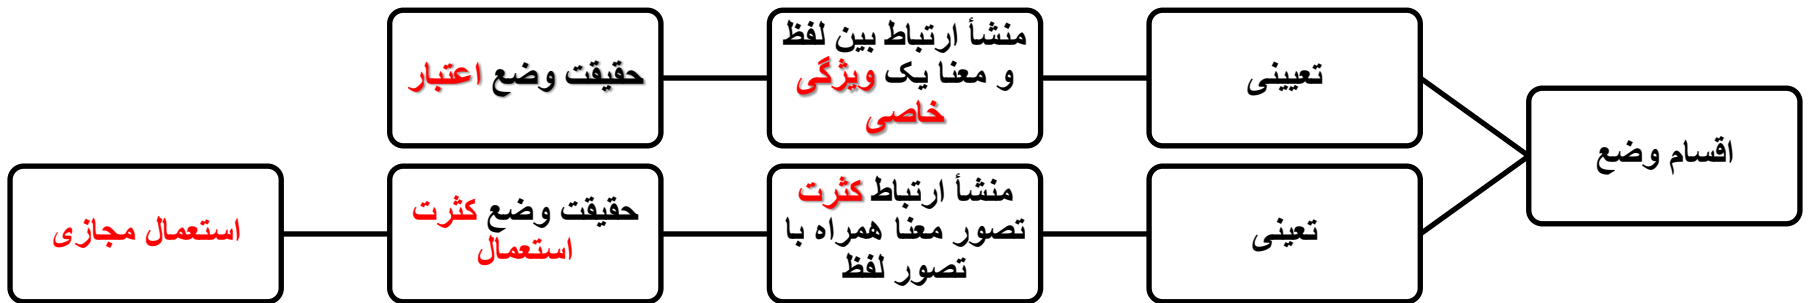 اقسام وضع
تعیینی
منشأ ارتباط بین لفظ
و معنا یک ویژگی
خاصی
حقیقت وضع اعتبار
تعینی
منشأ ارتباط کثرت
تصور معنا همراه با
تصور لفظ
حقیقت وضع کثرت
استعمال
استعمال مجازی